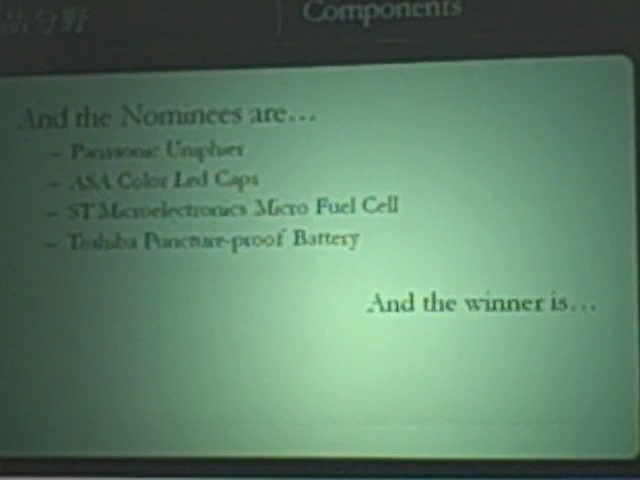 品分野
Components
And the Nominees are...
– Panasonic Uniphier
– ASA Color Led Caps
– ST Microelectronics Micro Fuel Cell
– Toshiba Puncture-proof Battery
And the winner is...